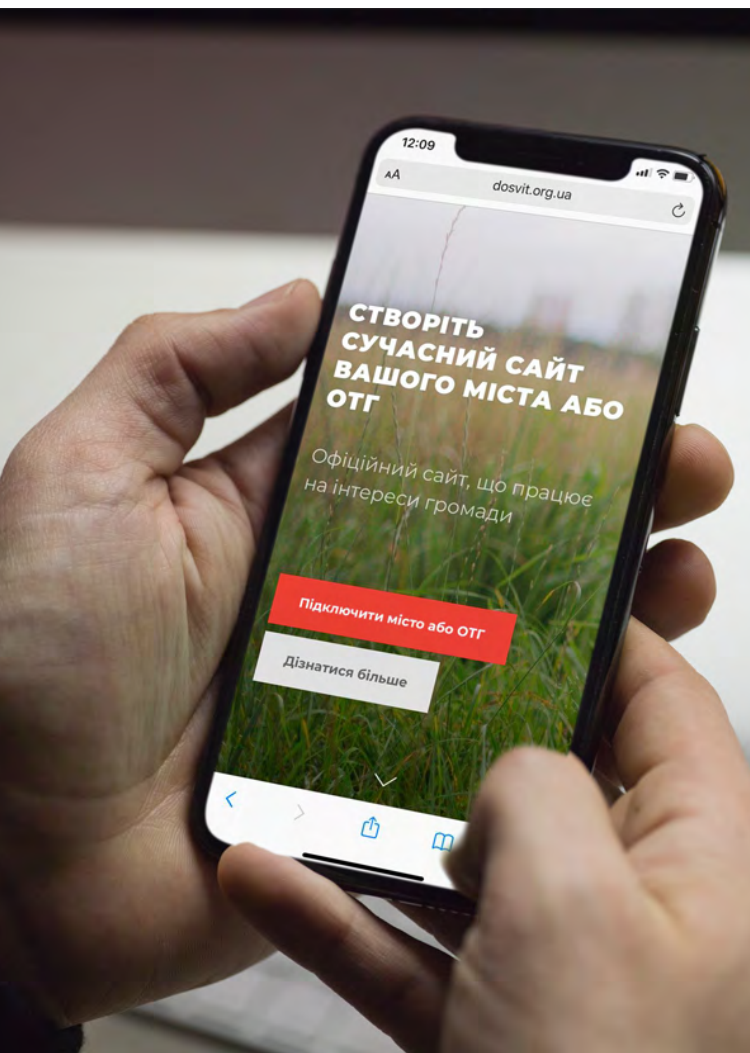 12:09
AA
dosvit.org.ua
СТВОРІТЬ
СУЧАСНИЙ САЙТ
ВАШОГО МІСТА АБО
ОТГ
Офіційний сайт, що працює
на інтереси громади
Підключити місто або ОТГ
Дізнатися більше